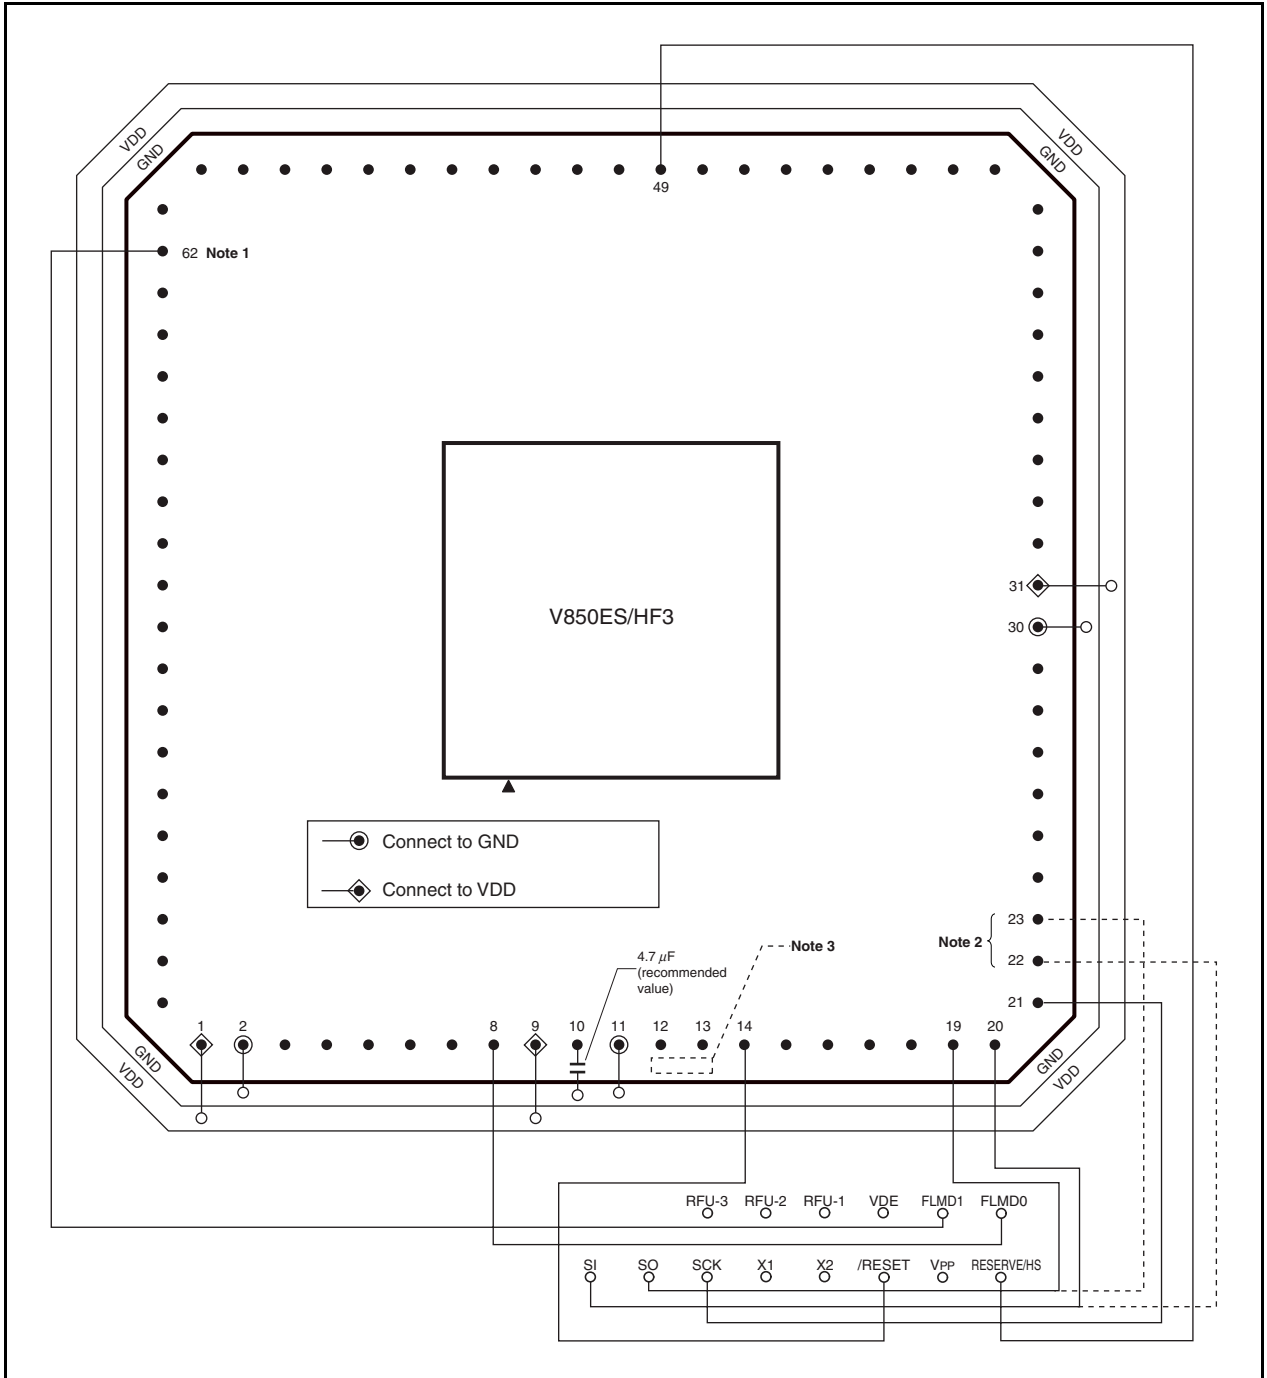 VDD
GND
VDD
GND
49
62 Note 1
31
V850ES/HF3
30
Connect to GND
Connect to VDD
23
Note 2
22
Note 3
4.7 μF
(recommended
value)
21
1 2 8 9 10 11 12 13 14 19 20
GND
VDD
GND
VDD
RFU-3 RFU-2 RFU-1 VDE FLMD1 FLMD0
SI SO SCK X1 X2 /RESET VPP RESERVE/HS